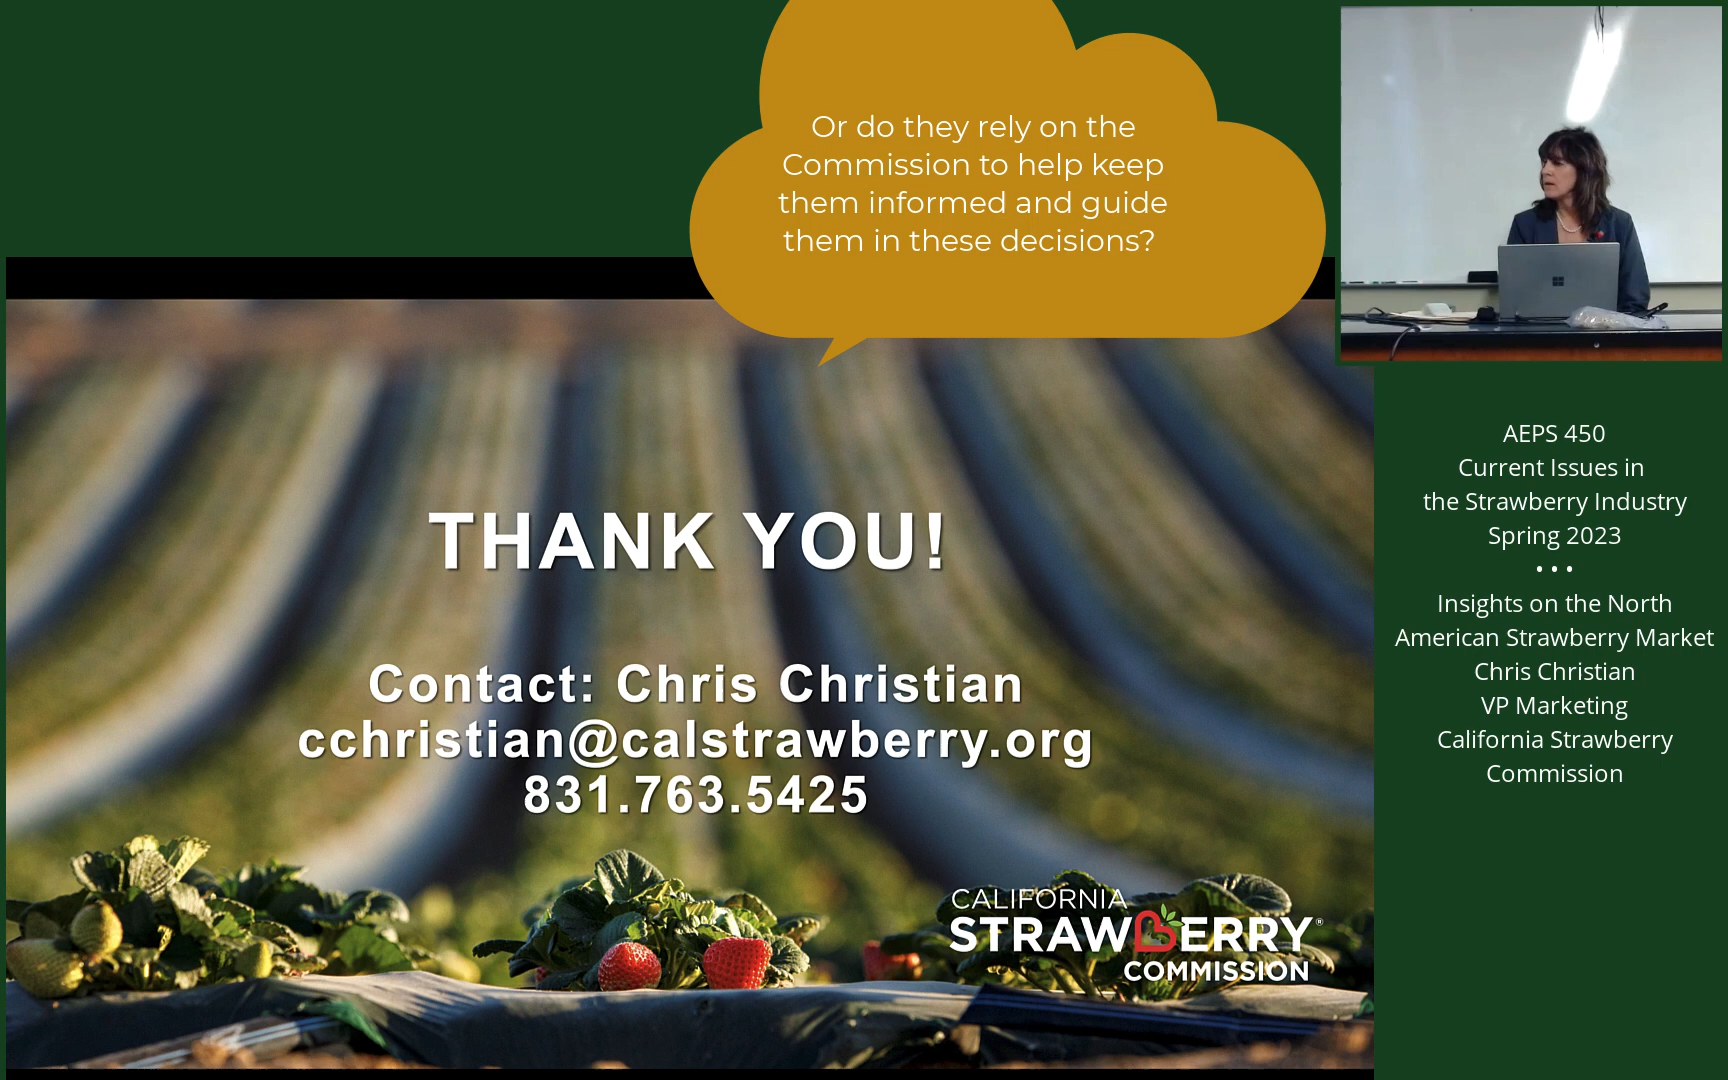 Or do they rely on the
Commission to help keep
them informed and guide
them in these decisions?
THANK YOU!
Contact: Chris Christian
cchristian@calstrawberry.org
831.763.5425
CALIFORNIA
STRAWBERRY®
COMMISSION
AEPS 450
Current Issues in
the Strawberry Industry
Spring 2023
• • •
Insights on the North
American Strawberry Market
Chris Christian
VP Marketing
California Strawberry
Commission